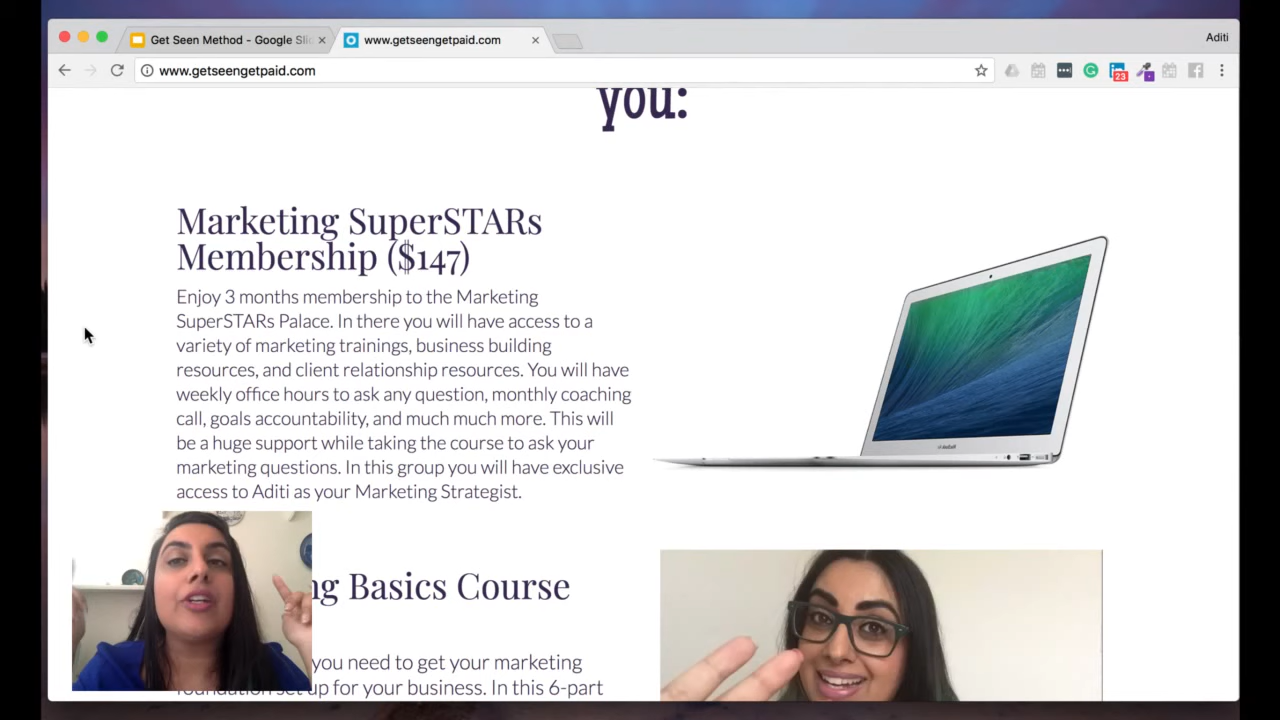 Get Seen Method - Google Sli
www.getseengetpaid.com
Aditi
www.getseengetpaid.com
23
you:
Marketing SuperSTARs
Membership ($147)
Enjoy 3 months membership to the Marketing
SuperSTARs Palace. In there you will have access to a
variety of marketing trainings, business building
resources, and client relationship resources. You will have
weekly office hours to ask any question, monthly coaching
call, goals accountability, and much much more. This will
be a huge support while taking the course to ask your
marketing questions. In this group you will have exclusive
access to Aditi as your Marketing Strategist.
ng Basics Course
you need to get your marketing
foundation set up for your business. In this 6-part